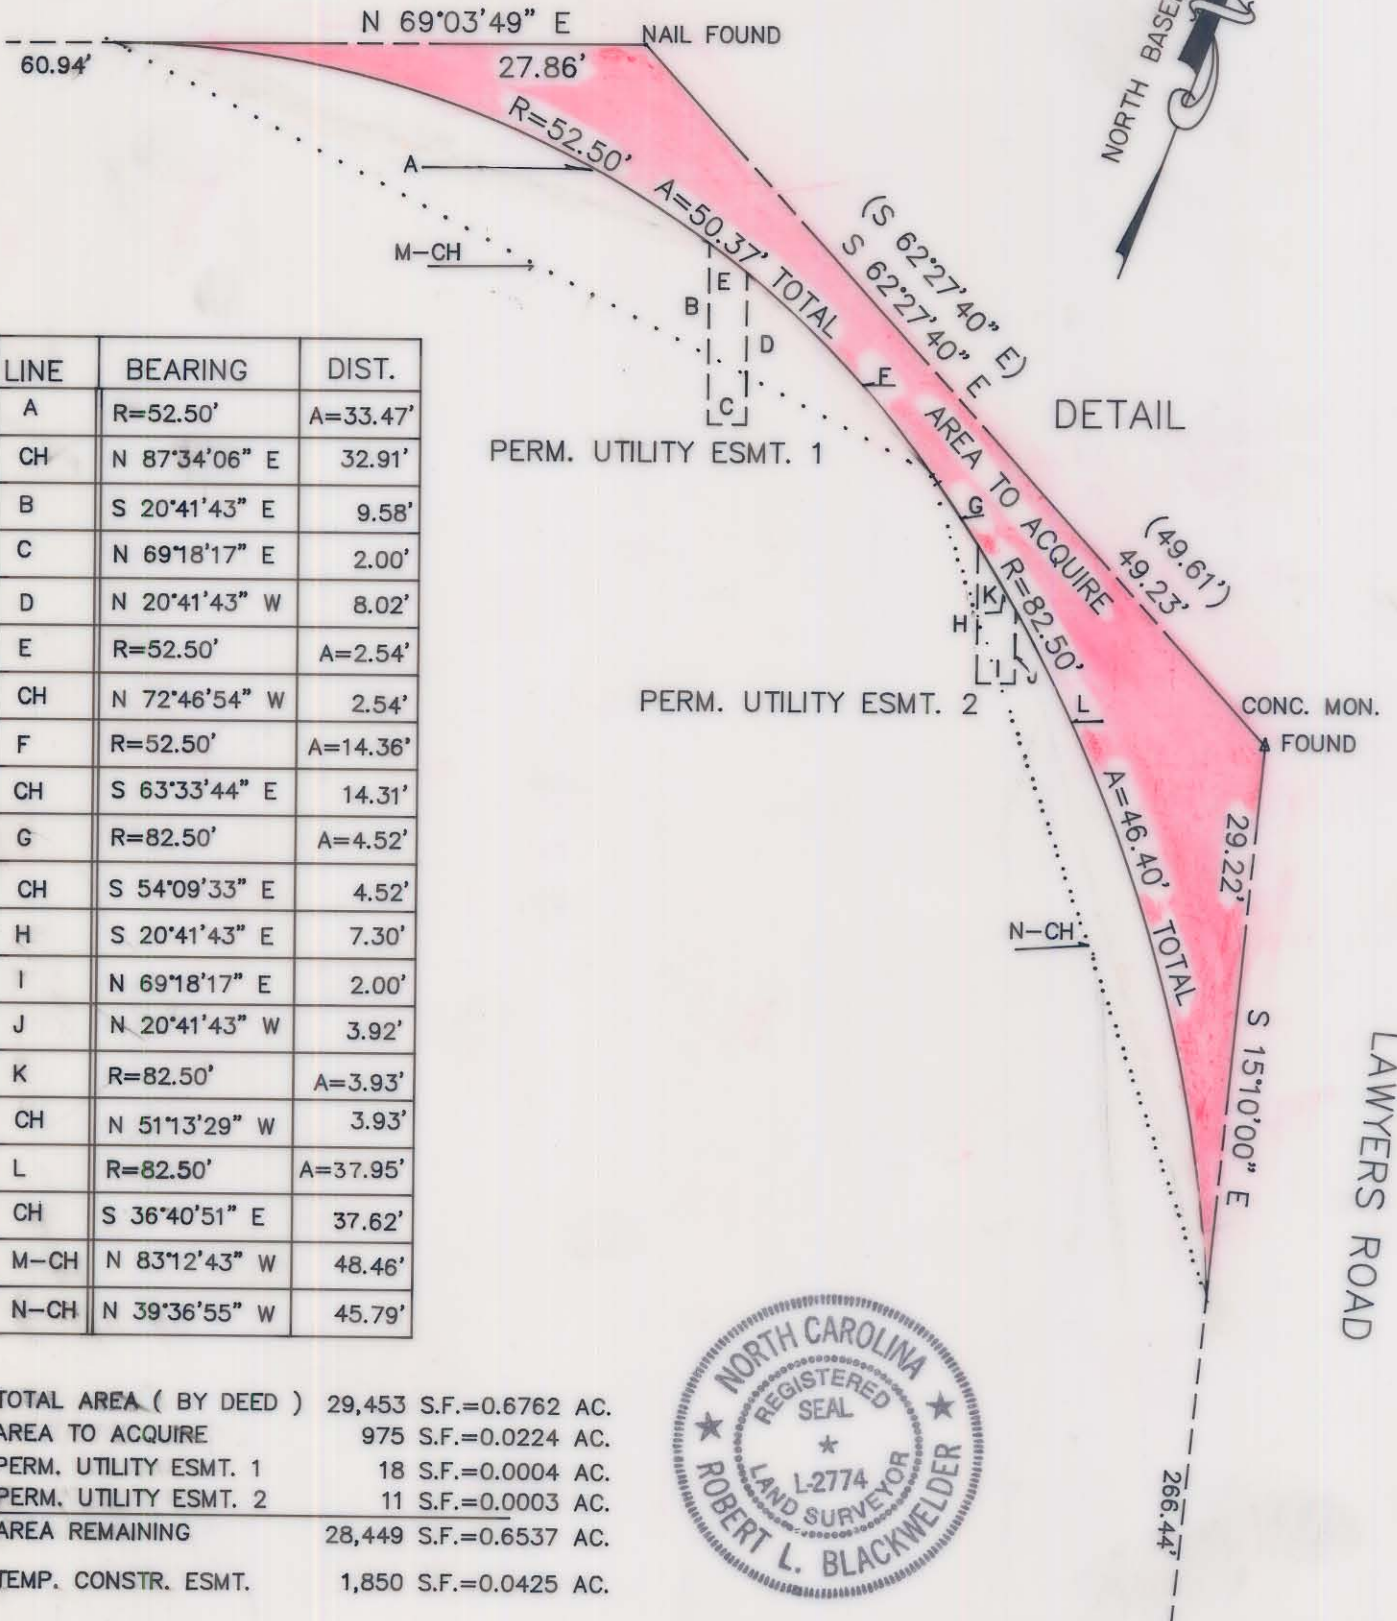 N 69°03'49" E
NAIL FOUND
60.94'
27.86'
R=52.50'
A=50.37' TOTAL
A
M-CH
B
E
D
C
PERM. UTILITY ESMT. 1
(S 62°27'40" E)
S 62°27'40" E
NORTH
DETAIL
F
AREA TO ACQUIRE
G
(49.61')
49.23'
R=82.50'
K
H
I
J
PERM. UTILITY ESMT. 2
L
CONC. MON.
FOUND
A=46.40' TOTAL
29.22'
N-CH
S 15°10'00" E
LAWYERS ROAD
266.44'
LINE BEARING DIST.
A R=52.50' A=33.47'
CH N 87°34'06" E 32.91'
B S 20°41'43" E 9.58'
C N 69°18'17" E 2.00'
D N 20°41'43" W 8.02'
E R=52.50' A=2.54'
CH N 72°46'54" W 2.54'
F R=52.50' A=14.36'
CH S 63°33'44" E 14.31'
G R=82.50' A=4.52'
CH S 54°09'33" E 4.52'
H S 20°41'43" E 7.30'
I N 69°18'17" E 2.00'
J N 20°41'43" W 3.92'
K R=82.50' A=3.93'
CH N 51°13'29" W 3.93'
L R=82.50' A=37.95'
CH S 36°40'51" E 37.62'
M-CH N 83°12'43" W 48.46'
N-CH N 39°36'55" W 45.79'
TOTAL AREA ( BY DEED ) 29,453 S.F.=0.6762 AC.
AREA TO ACQUIRE 975 S.F.=0.0224 AC.
PERM. UTILITY ESMT. 1 18 S.F.=0.0004 AC.
PERM. UTILITY ESMT. 2 11 S.F.=0.0003 AC.
AREA REMAINING 28,449 S.F.=0.6537 AC.
TEMP. CONSTR. ESMT. 1,850 S.F.=0.0425 AC.
NORTH CAROLINA
REGISTERED
SEAL
L-2774
LAND SURVEYOR
ROBERT L. BLACKWELDER